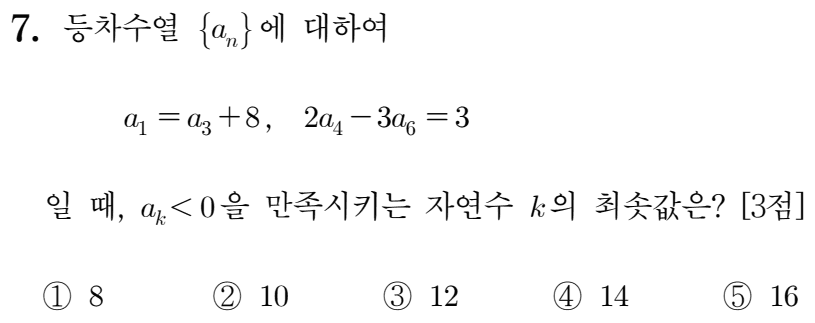 7. 등차수열 {aₙ}에 대하여
a₁ = a₃ + 8, 2a₄ − 3a₆ = 3
일 때, aₖ < 0을 만족시키는 자연수 k의 최솟값은? [3점]
① 8 ② 10 ③ 12 ④ 14 ⑤ 16